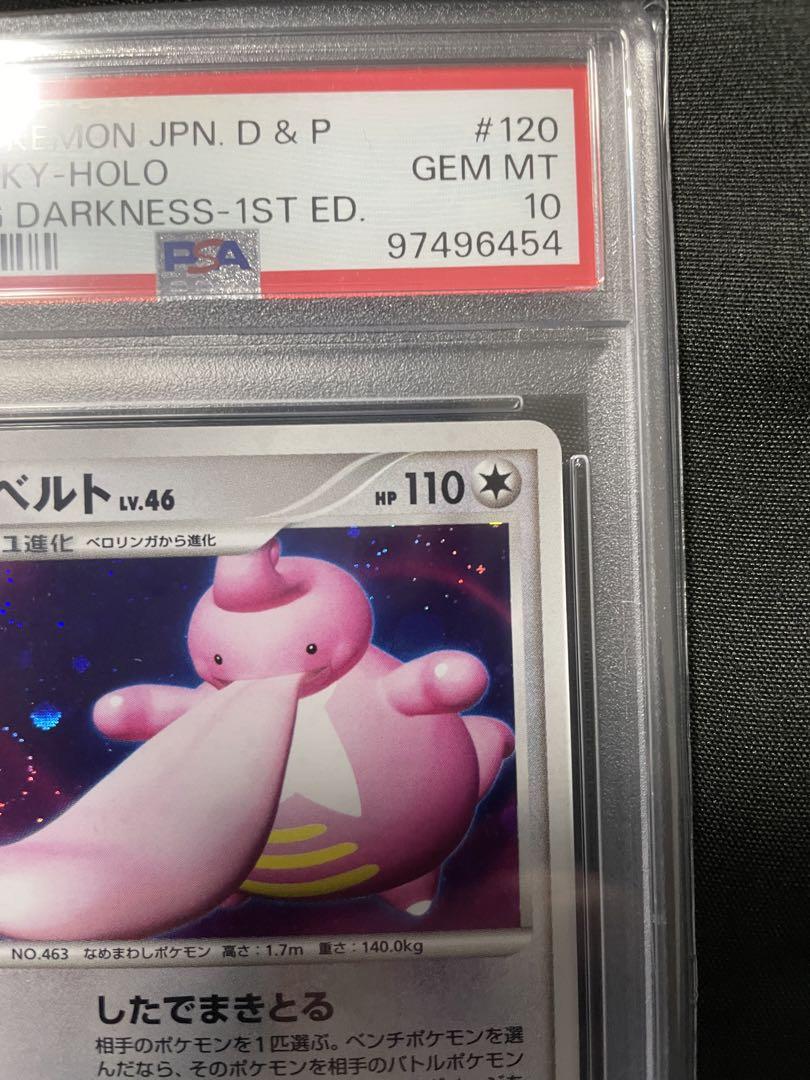 KEMON JPN. D & P #120
KY-HOLO GEM MT
G DARKNESS-1ST ED. 10
PSA 97496454
ベルト LV.46 HP 110
ユ進化 ベロリンガから進化
NO.463 なめまわしポケモン 高さ:1.7m 重さ:140.0kg
したでまきとる
相手のポケモンを1匹選ぶ。ベンチポケモンを選
んだなら、そのポケモンを相手のバトルポケモン